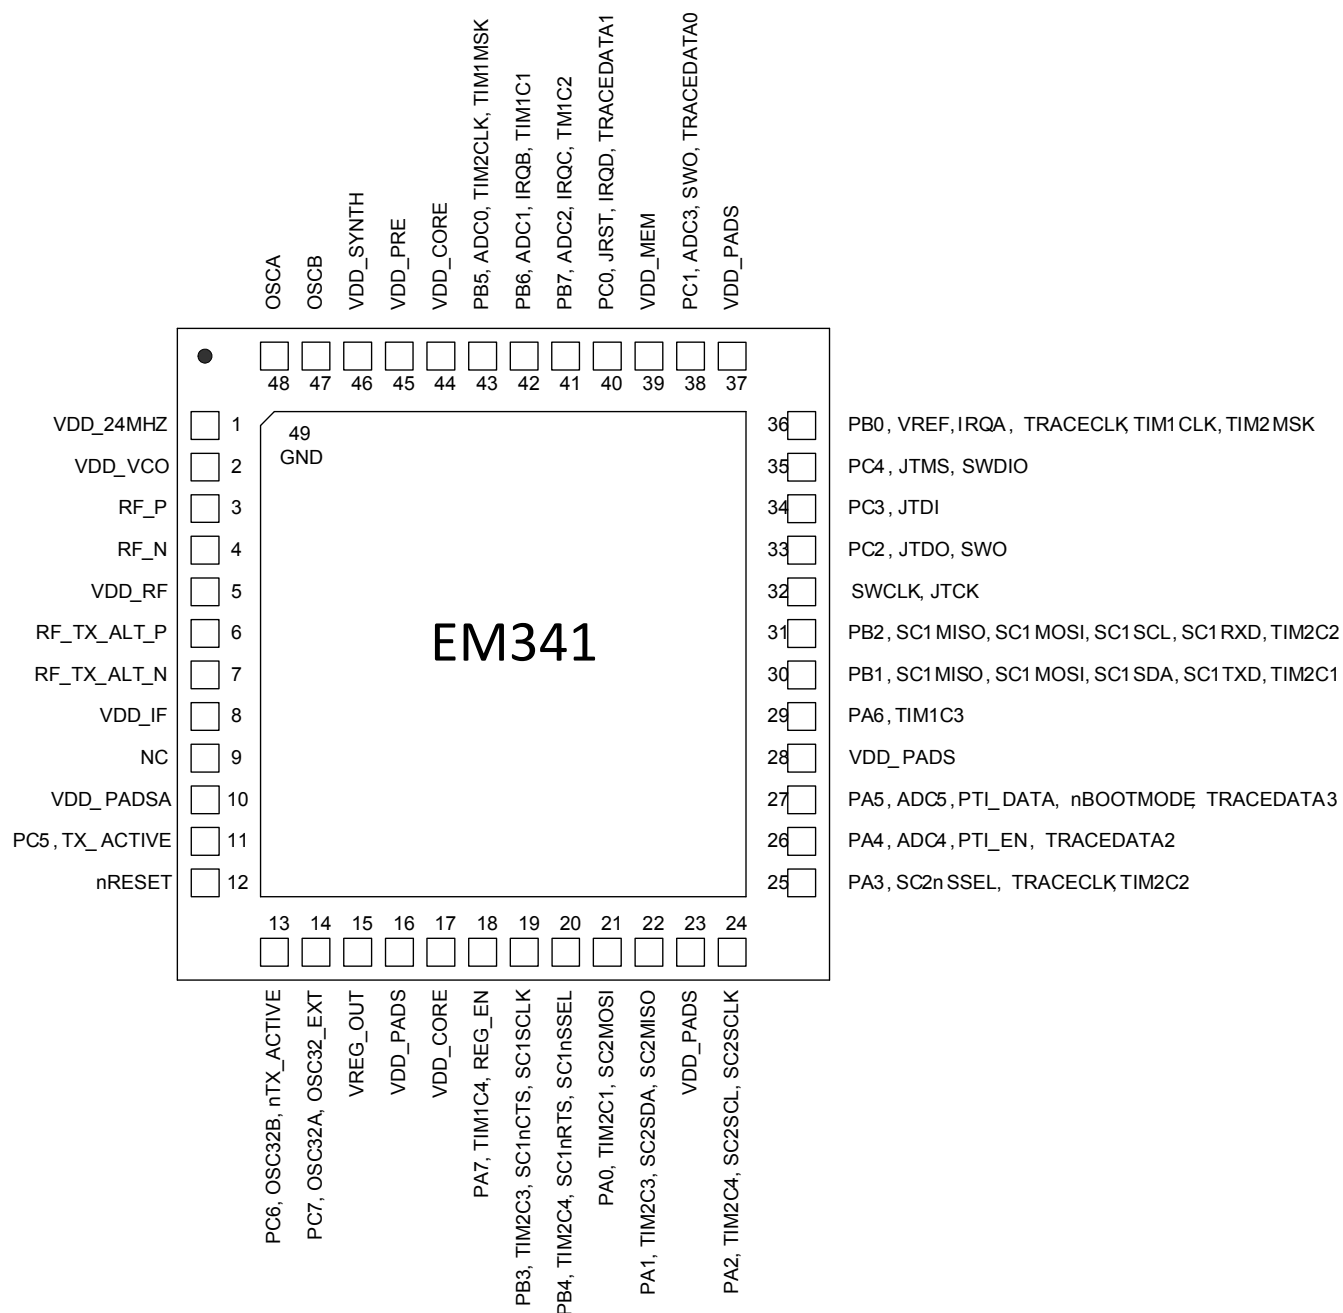 OSCA
OSCB
VDD_SYNTH
VDD_PRE
VDD_CORE
PB5, ADC0, TIM2CLK, TIM1MSK
PB6, ADC1, IRQB, TIM1C1
PB7, ADC2, IRQC, TM1C2
PC0, JRST, IRQD, TRACEDATA1
VDD_MEM
PC1, ADC3, SWO, TRACEDATA0
VDD_PADS
48 47 46 45 44 43 42 41 40 39 38 37
VDD_24MHZ 1
VDD_VCO 2
RF_P 3
RF_N 4
VDD_RF 5
RF_TX_ALT_P 6
RF_TX_ALT_N 7
VDD_IF 8
NC 9
VDD_PADSA 10
PC5, TX_ACTIVE 11
nRESET 12
49
GND
EM341
36 PB0, VREF, IRQA, TRACECLK, TIM1CLK, TIM2MSK
35 PC4, JTMS, SWDIO
34 PC3, JTDI
33 PC2, JTDO, SWO
32 SWCLK, JTCK
31 PB2, SC1MISO, SC1MOSI, SC1SCL, SC1RXD, TIM2C2
30 PB1, SC1MISO, SC1MOSI, SC1SDA, SC1TXD, TIM2C1
29 PA6, TIM1C3
28 VDD_PADS
27 PA5, ADC5, PTI_DATA, nBOOTMODE, TRACEDATA3
26 PA4, ADC4, PTI_EN, TRACEDATA2
25 PA3, SC2nSSEL, TRACECLK, TIM2C2
13 14 15 16 17 18 19 20 21 22 23 24
PC6, OSC32B, nTX_ACTIVE
PC7, OSC32A, OSC32_EXT
VREG_OUT
VDD_PADS
VDD_CORE
PA7, TIM1C4, REG_EN
PB3, TIM2C3, SC1nCTS, SC1SCLK
PB4, TIM2C4, SC1nRTS, SC1nSSEL
PA0, TIM2C1, SC2MOSI
PA1, TIM2C3, SC2SDA, SC2MISO
VDD_PADS
PA2, TIM2C4, SC2SCL, SC2SCLK